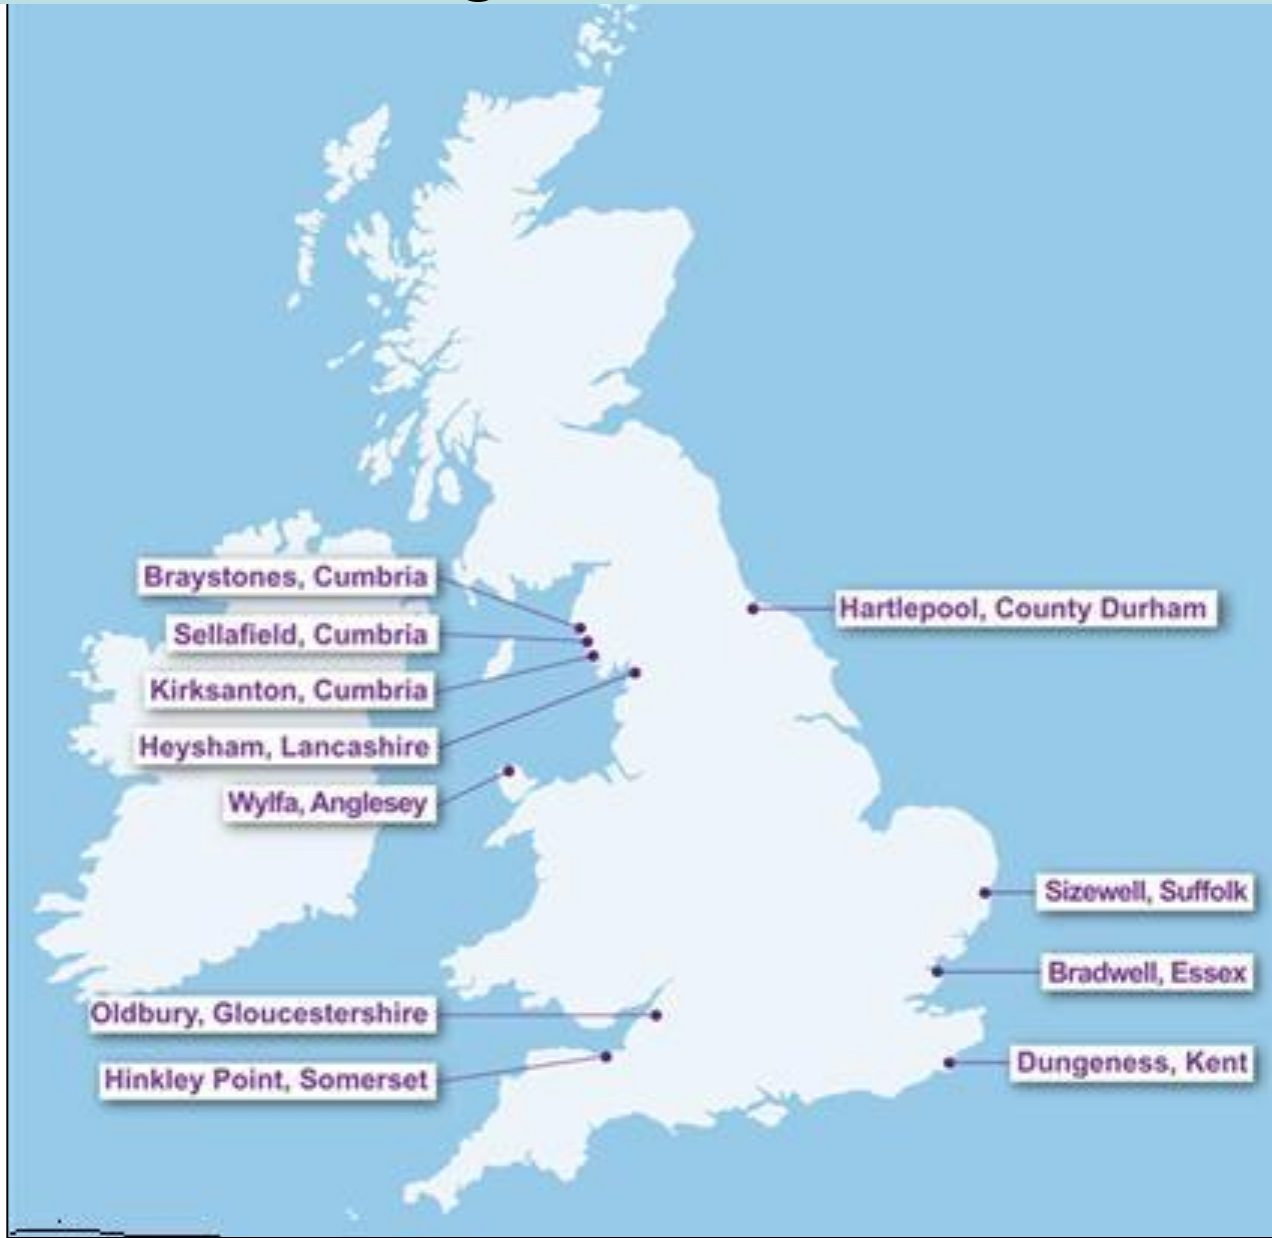 Braystones, Cumbria
Sellafield, Cumbria
Kirksanton, Cumbria
Heysham, Lancashire
Wylfa, Anglesey
Oldbury, Gloucestershire
Hinkley Point, Somerset
Hartlepool, County Durham
Sizewell, Suffolk
Bradwell, Essex
Dungeness, Kent